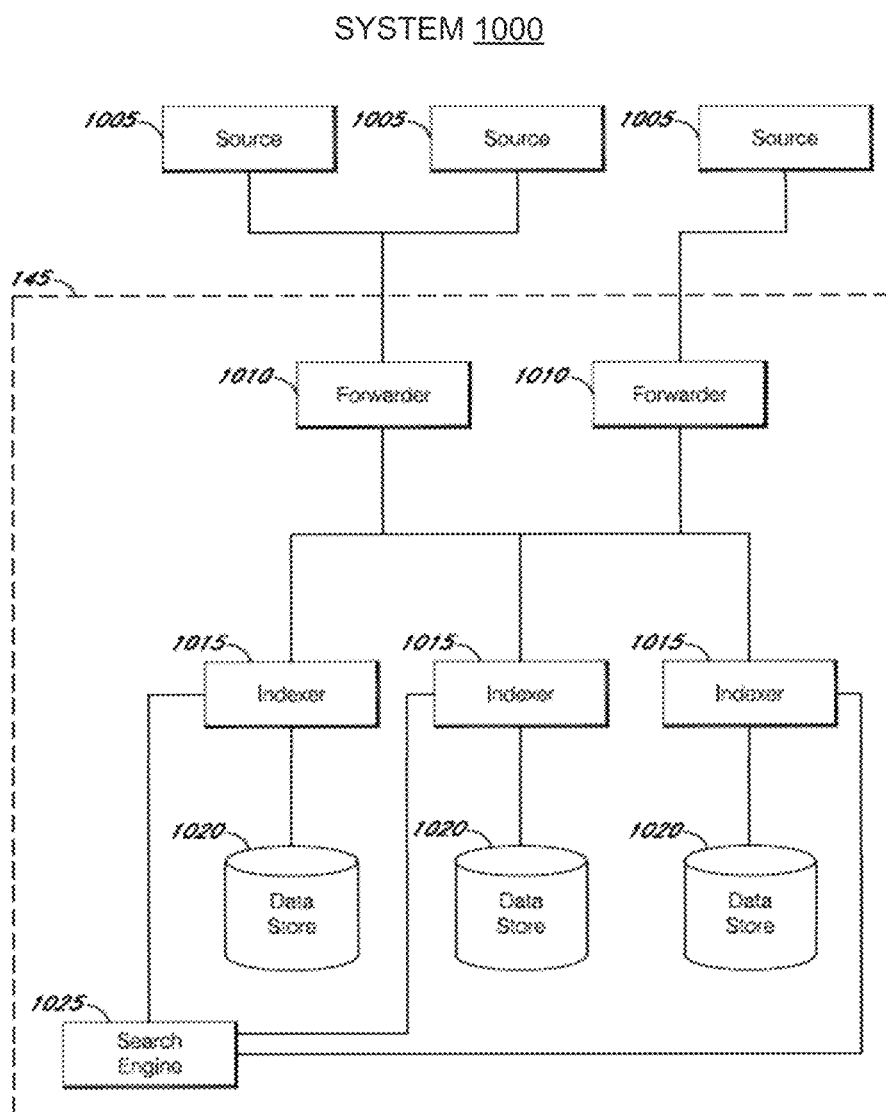 SYSTEM 1000
1005 1005 1005
Source Source Source
145
1010 1010
Forwarder Forwarder
1015 1015 1015
Indexer Indexer Indexer
1020 1020 1020
Data Store
Data Store
Data Store
1025
Search
Engine